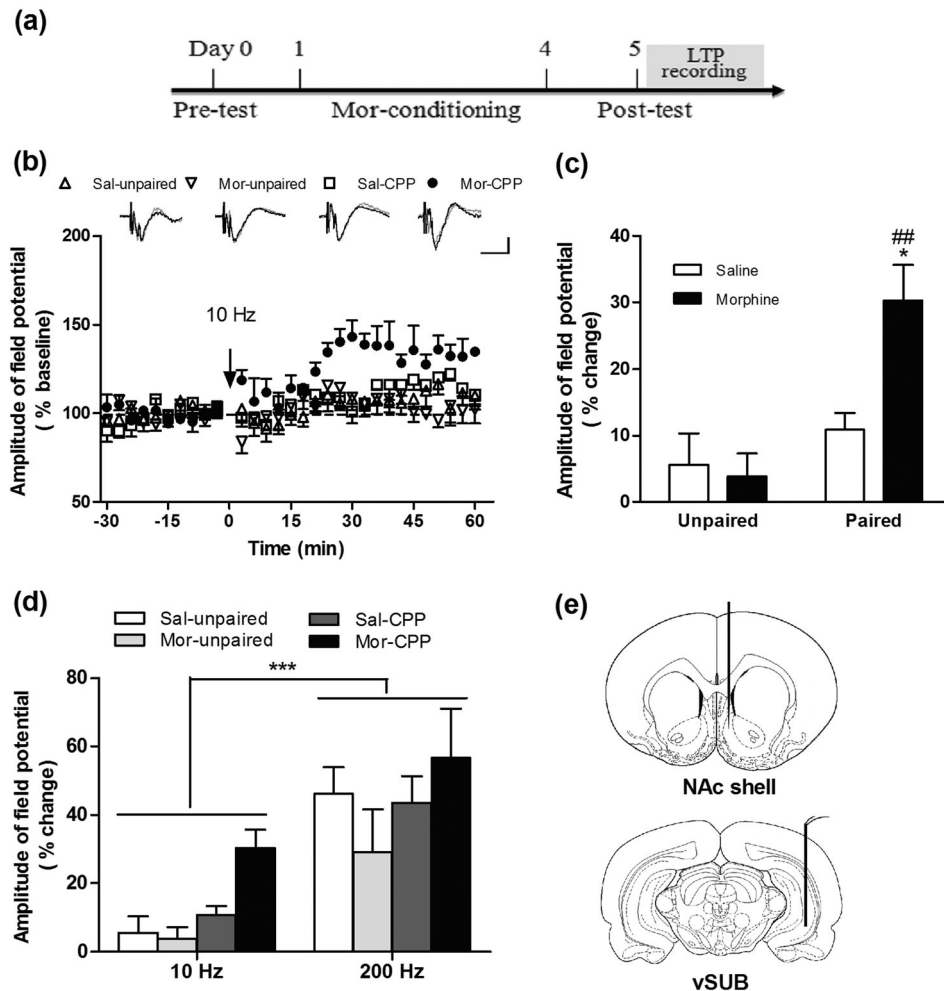 (a)
Day 0
1
4
5
LTP
recording
Pre-test
Mor-conditioning
Post-test
(b)
Sal-unpaired
Mor-unpaired
Sal-CPP
Mor-CPP
Amplitude of field potential
( % baseline)
200
150
100
50
10 Hz
-30
-15
0
15
30
45
60
Time (min)
(c)
Amplitude of field potential
( % change)
40
30
20
10
0
Saline
Morphine
##
*
Unpaired
Paired
(d)
Sal-unpaired
Mor-unpaired
Sal-CPP
Mor-CPP
Amplitude of field potential
( % change)
80
60
40
20
0
***
10 Hz
200 Hz
(e)
NAc shell
vSUB